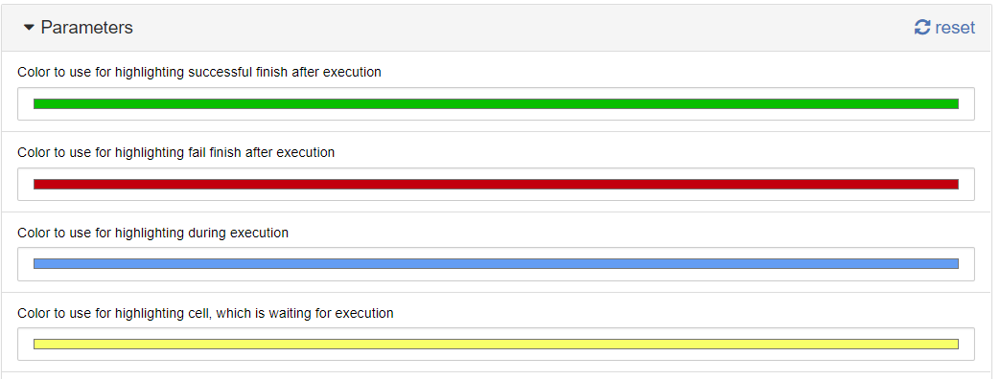 Parameters
reset
Color to use for highlighting successful finish after execution
Color to use for highlighting fail finish after execution
Color to use for highlighting during execution
Color to use for highlighting cell, which is waiting for execution